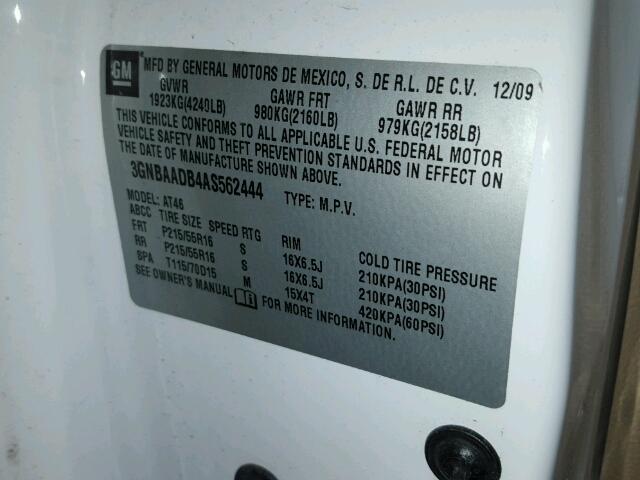 GM MFD BY GENERAL MOTORS DE MEXICO, S. DE R.L. DE C.V. 12/09
GVWR GAWR FRT GAWR RR
1923KG(4240LB) 980KG(2160LB) 979KG(2158LB)
THIS VEHICLE CONFORMS TO ALL APPLICABLE U.S. FEDERAL MOTOR
VEHICLE SAFETY AND THEFT PREVENTION STANDARDS IN EFFECT ON
THE DATE OF MANUFACTURE SHOWN ABOVE.
3GNBAADB4AS562444 TYPE: M.P.V.
MODEL: AT46
ABCC TIRE SIZE SPEED RTG RIM COLD TIRE PRESSURE
FRT P215/55R16 S 16X6.5J 210KPA(30PSI)
RR P215/55R16 S 16X6.5J 210KPA(30PSI)
SPA T115/70D15 M 15X4T 420KPA(60PSI)
SEE OWNER'S MANUAL FOR MORE INFORMATION.